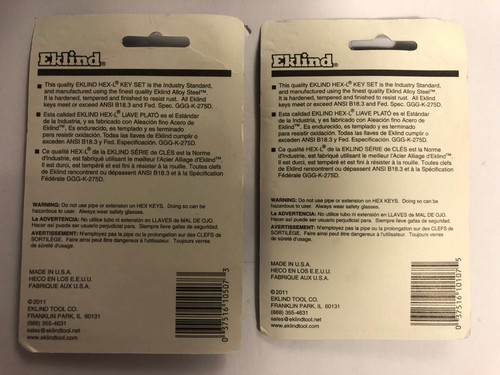 Eklind®
■ This quality EKLIND HEX-L® KEY SET is the Industry Standard,
and manufactured using the finest quality Eklind Alloy Steel™.
It is hardened, tempered and finished to resist rust. All Eklind
keys meet or exceed ANSI B18.3 and Fed. Spec. GGG-K-275D.
■ Esta calidad EKLIND HEX-L® LIAVE PLATÓ es el Estándar
de la Industria, y es fabricado con Aleación fino Acero de
Eklind™. Es endurecido, es templado y es terminado
para resistir oxidación. Todas las llaves de Eklind cumplir o
exceden ANSI B18.3 y Fed. Especificación. GGG-K-275D.
■ Ce qualité HEX-L® de la EKLIND SÉRIE de CLÉS est la Norme
d'Industrie, est fabriqué utilisant le meilleur l'Acier Alliage d'Eklind™.
Il est durci, est tempéré et est fini à résister à la rouille. Toutes clefs
de Eklind rencontrent ou dépassent ANSI B18.3 et à la Spécification
Fédérale GGG-K-275D.
WARNING: Do not use pipe or extension on HEX KEYS. Doing so can be
hazardous to user. Always wear safety glasses.
La ADVERTENCIA: No utilice tubo ni extensión en LLAVES de MAL DE OJO.
Hacer así puede ser usuario perjudicial para. Siempre lleve gafas de seguridad.
AVERTISSEMENT: N'employez pas la pipe ou la prolongation sur des CLEFS de
SORTILÈGE. Faire ainsi peut être dangereux à l'utilisateur. Toujours verres
de sûreté d'usage.
MADE IN U.S.A.
HECO EN LOS E.E.U.U.
FABRIQUE AUX U.S.A.
©2011
EKLIND TOOL CO.
FRANKLIN PARK, IL 60131
(888) 355-4631
sales@eklindtool.net
0 37516 10507 3
Eklind®
■ This quality EKLIND HEX-L® KEY SET is the Industry Standard,
and manufactured using the finest quality Eklind Alloy Steel™.
It is hardened, tempered and finished to resist rust. All Eklind
keys meet or exceed ANSI B18.3 and Fed. Spec. GGG-K-275D.
■ Esta calidad EKLIND HEX-L® LIAVE PLATÓ es el Estándar
de la Industria, y es fabricado con Aleación fino Acero de
Eklind™. Es endurecido, es templado y es terminado
para resistir oxidación. Todas las llaves de Eklind cumplir o
exceden ANSI B18.3 y Fed. Especificación. GGG-K-275D.
■ Ce qualité HEX-L® de la EKLIND SÉRIE de CLÉS est la Norme
d'Industrie, est fabriqué utilisant le meilleur l'Acier Alliage d'Eklind™.
Il est durci, est tempéré et est fini à résister à la rouille. Toutes clefs
de Eklind rencontrent ou dépassent ANSI B18.3 et à la Spécification
Fédérale GGG-K-275D.
WARNING: Do not use pipe or extension on HEX KEYS. Doing so can be
hazardous to user. Always wear safety glasses.
La ADVERTENCIA: No utilice tubo ni extensión en LLAVES de MAL DE OJO.
Hacer así puede ser usuario perjudicial para. Siempre lleve gafas de seguridad.
AVERTISSEMENT: N'employez pas la pipe ou la prolongation sur des CLEFS de
SORTILÈGE. Faire ainsi peut être dangereux à l'utilisateur. Toujours verres
de sûreté d'usage.
MADE IN U.S.A.
HECO EN LOS E.E.U.U.
FABRIQUE AUX U.S.A.
©2011
EKLIND TOOL CO.
FRANKLIN PARK, IL 60131
(888) 355-4631
sales@eklindtool.net
0 37516 10107 5